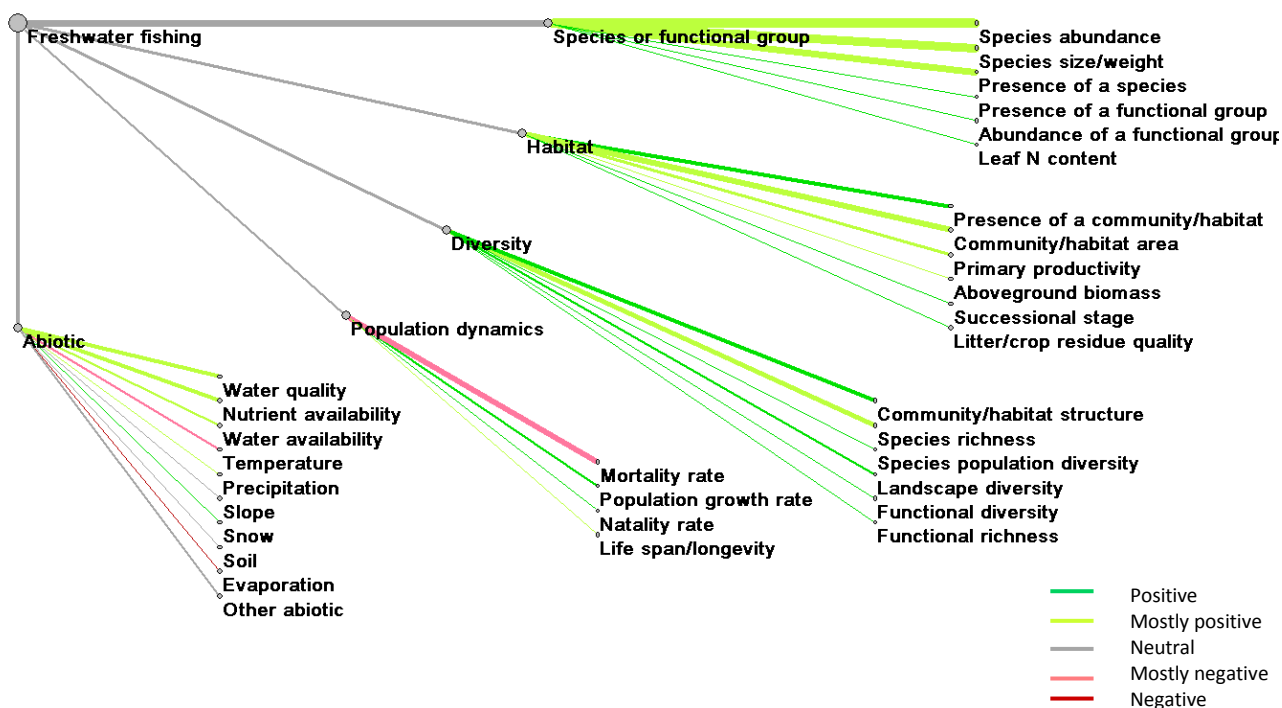 Freshwater fishing
Species or functional group
Species abundance
Species size/weight
Presence of a species
Presence of a functional group
Abundance of a functional group
Leaf N content
Habitat
Presence of a community/habitat
Community/habitat area
Primary productivity
Aboveground biomass
Successional stage
Litter/crop residue quality
Diversity
Community/habitat structure
Species richness
Species population diversity
Landscape diversity
Functional diversity
Functional richness
Population dynamics
Mortality rate
Population growth rate
Natality rate
Life span/longevity
Abiotic
Water quality
Nutrient availability
Water availability
Temperature
Precipitation
Slope
Snow
Soil
Evaporation
Other abiotic
Positive
Mostly positive
Neutral
Mostly negative
Negative